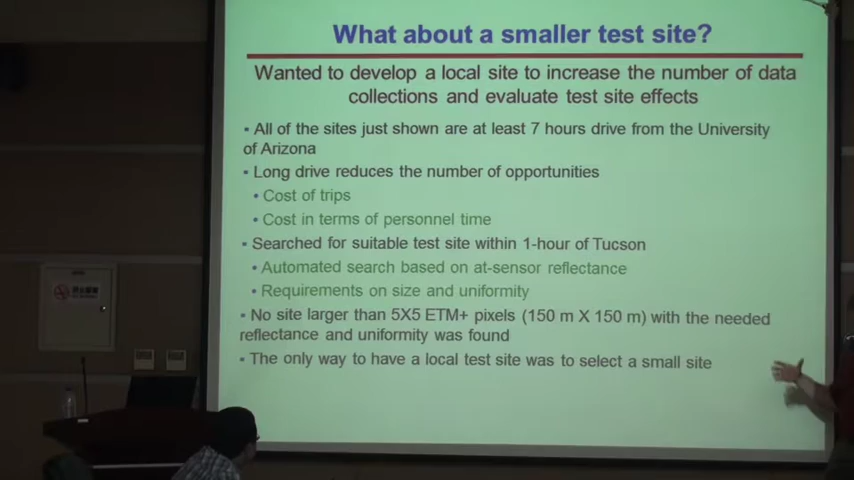 What about a smaller test site?
Wanted to develop a local site to increase the number of data
collections and evaluate test site effects
▪ All of the sites just shown are at least 7 hours drive from the University
of Arizona
▪ Long drive reduces the number of opportunities
• Cost of trips
• Cost in terms of personnel time
▪ Searched for suitable test site within 1-hour of Tucson
• Automated search based on at-sensor reflectance
• Requirements on size and uniformity
▪ No site larger than 5X5 ETM+ pixels (150 m X 150 m) with the needed
reflectance and uniformity was found
▪ The only way to have a local test site was to select a small site